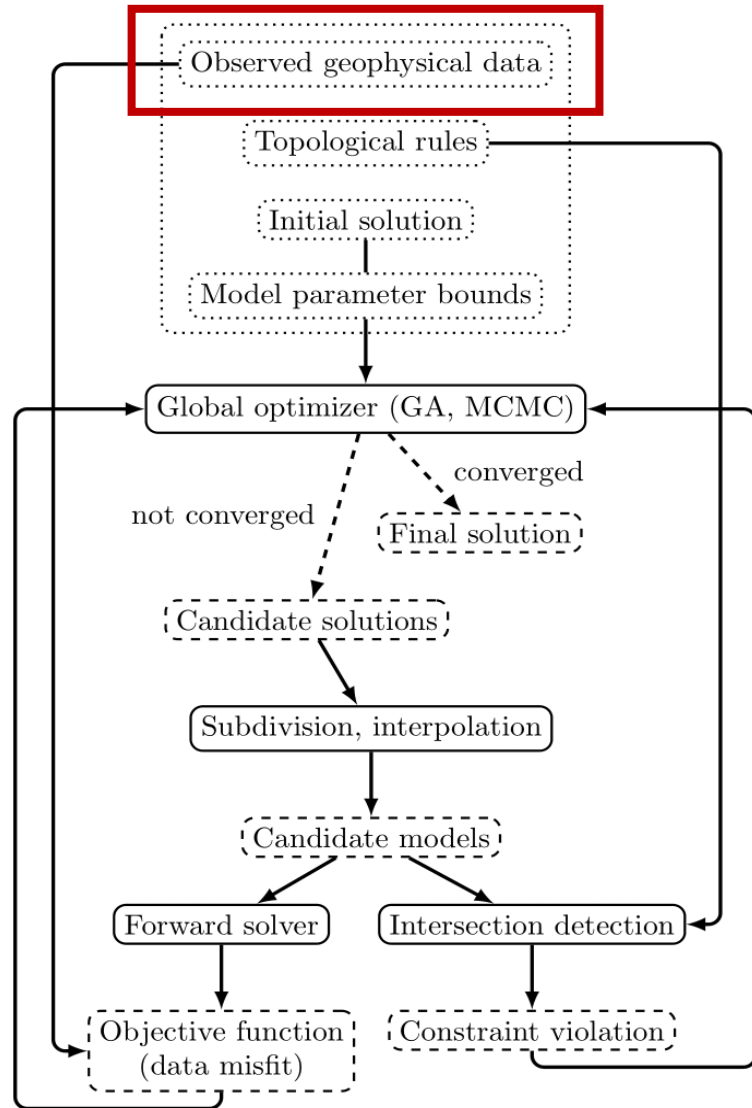 Observed geophysical data
Topological rules
Initial solution
Model parameter bounds
Global optimizer (GA, MCMC)
converged
not converged
Final solution
Candidate solutions
Subdivision, interpolation
Candidate models
Forward solver
Intersection detection
Objective function
(data misfit)
Constraint violation